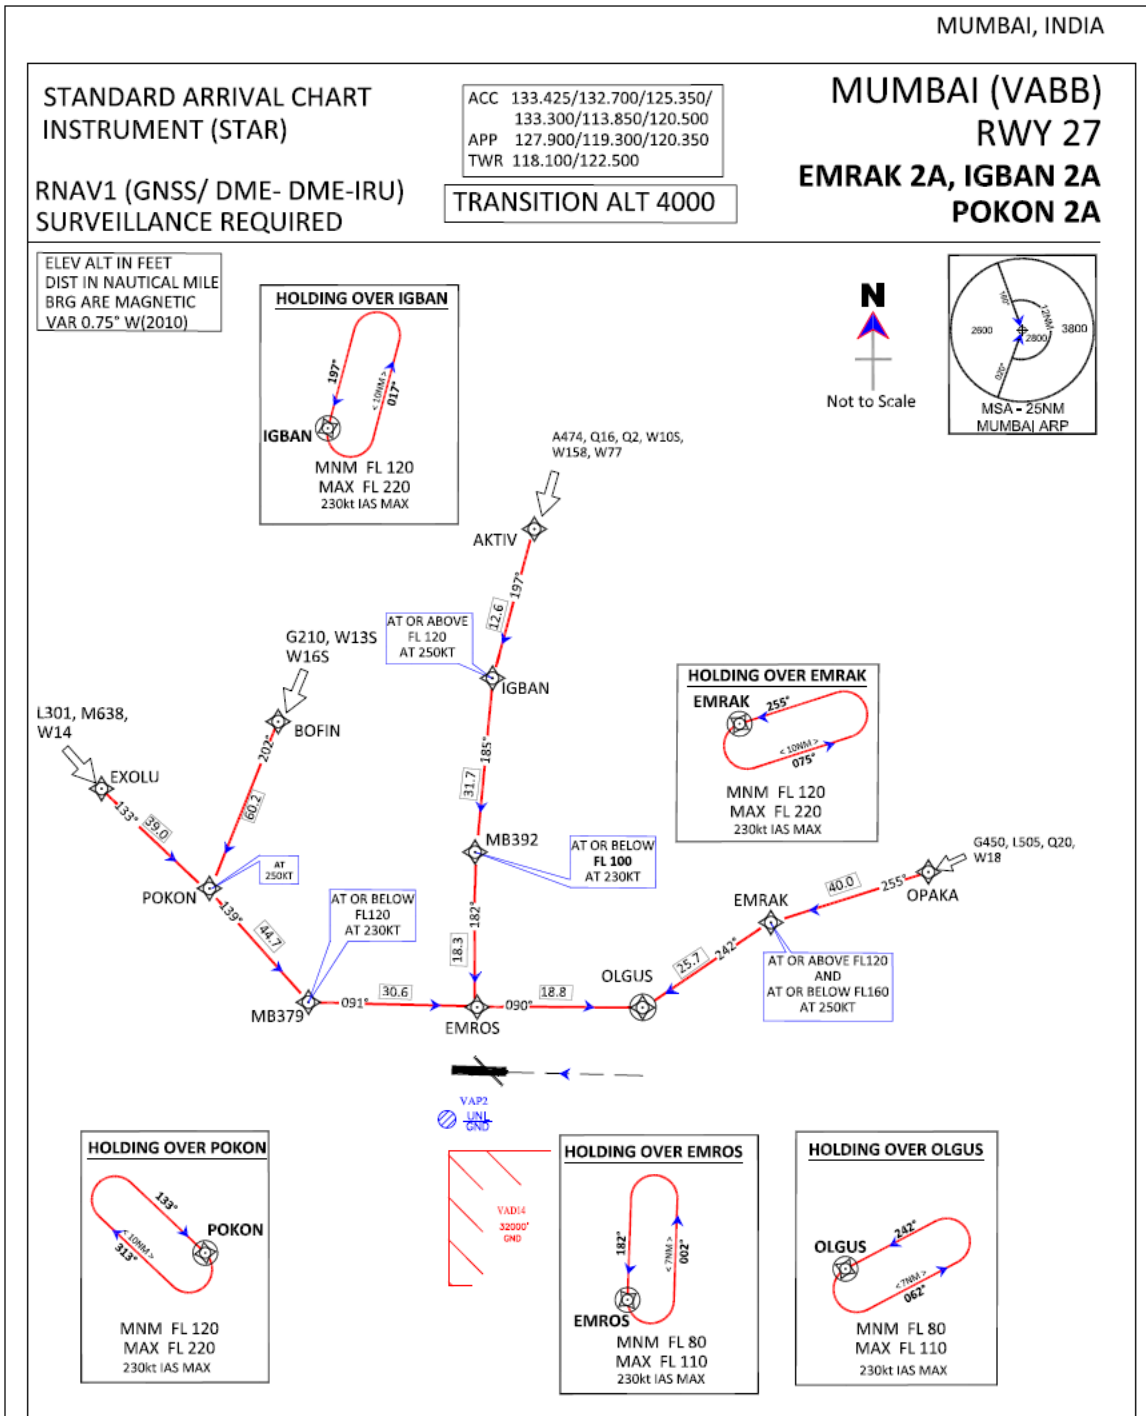 MUMBAI, INDIA
STANDARD ARRIVAL CHART
INSTRUMENT (STAR)
RNAV1 (GNSS/ DME- DME-IRU)
SURVEILLANCE REQUIRED
ACC 133.425/132.700/125.350/
133.300/113.850/120.500
APP 127.900/119.300/120.350
TWR 118.100/122.500
TRANSITION ALT 4000
MUMBAI (VABB)
RWY 27
EMRAK 2A, IGBAN 2A
POKON 2A
ELEV ALT IN FEET
DIST IN NAUTICAL MILE
BRG ARE MAGNETIC
VAR 0.75° W(2010)
HOLDING OVER IGBAN
197°
< 10NM >
017°
IGBAN
MNM FL 120
MAX FL 220
230kt IAS MAX
N
Not to Scale
160°
12NM
2600
3800
2800
020°
MSA - 25NM
MUMBAI ARP
A474, Q16, Q2, W10S,
W158, W77
AKTIV
197°
12.6
AT OR ABOVE
FL 120
AT 250KT
IGBAN
G210, W13S
W16S
BOFIN
202°
60.2
L301, M638,
W14
EXOLU
133°
39.0
POKON
AT
250KT
139°
44.7
AT OR BELOW
FL120
AT 230KT
MB379
185°
31.7
MB392
AT OR BELOW
FL 100
AT 230KT
182°
18.3
091°
30.6
EMROS
090°
18.8
OLGUS
HOLDING OVER EMRAK
EMRAK
255°
< 10NM >
075°
MNM FL 120
MAX FL 220
230kt IAS MAX
G450, L505, Q20,
W18
OPAKA
255°
40.0
EMRAK
242°
25.7
AT OR ABOVE FL120
AND
AT OR BELOW FL160
AT 250KT
VAP2
UNL
GND
VAD14
32000'
GND
HOLDING OVER POKON
133°
POKON
< 10NM >
313°
MNM FL 120
MAX FL 220
230kt IAS MAX
HOLDING OVER EMROS
182°
< 7NM >
002°
EMROS
MNM FL 80
MAX FL 110
230kt IAS MAX
HOLDING OVER OLGUS
242°
OLGUS
<7NM >
062°
MNM FL 80
MAX FL 110
230kt IAS MAX